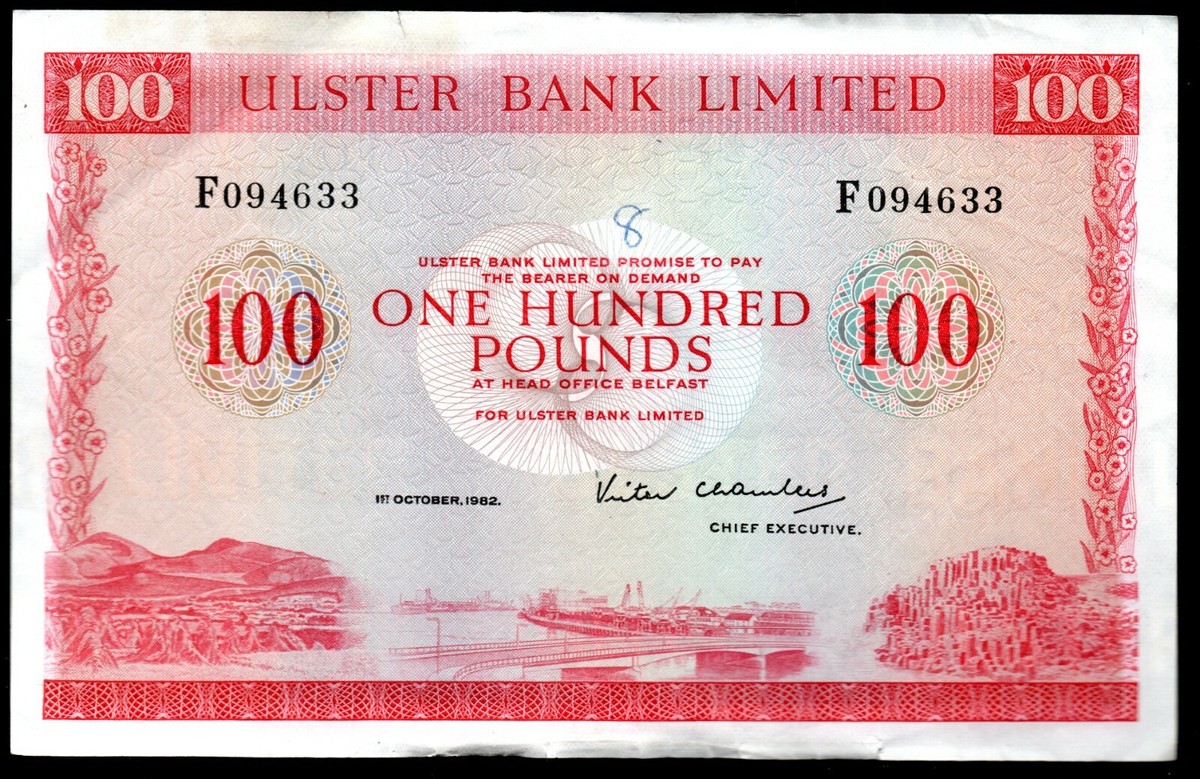 100 ULSTER BANK LIMITED 100
F094633 F094633
8
ULSTER BANK LIMITED PROMISE TO PAY
THE BEARER ON DEMAND
100 ONE HUNDRED 100
POUNDS
AT HEAD OFFICE BELFAST
FOR ULSTER BANK LIMITED
1ST OCTOBER, 1982.
Victor Chambers
CHIEF EXECUTIVE.